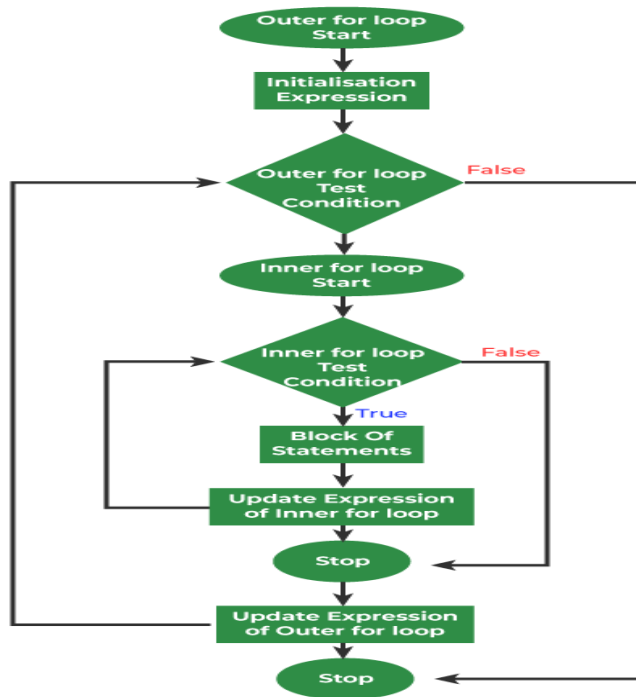 Outer for loop
Start
Initialisation
Expression
Outer for loop
Test
Condition
False
Inner for loop
Start
Inner for loop
Test
Condition
False
True
Block Of
Statements
Update Expression
of Inner for loop
Stop
Update Expression
of Outer for loop
Stop